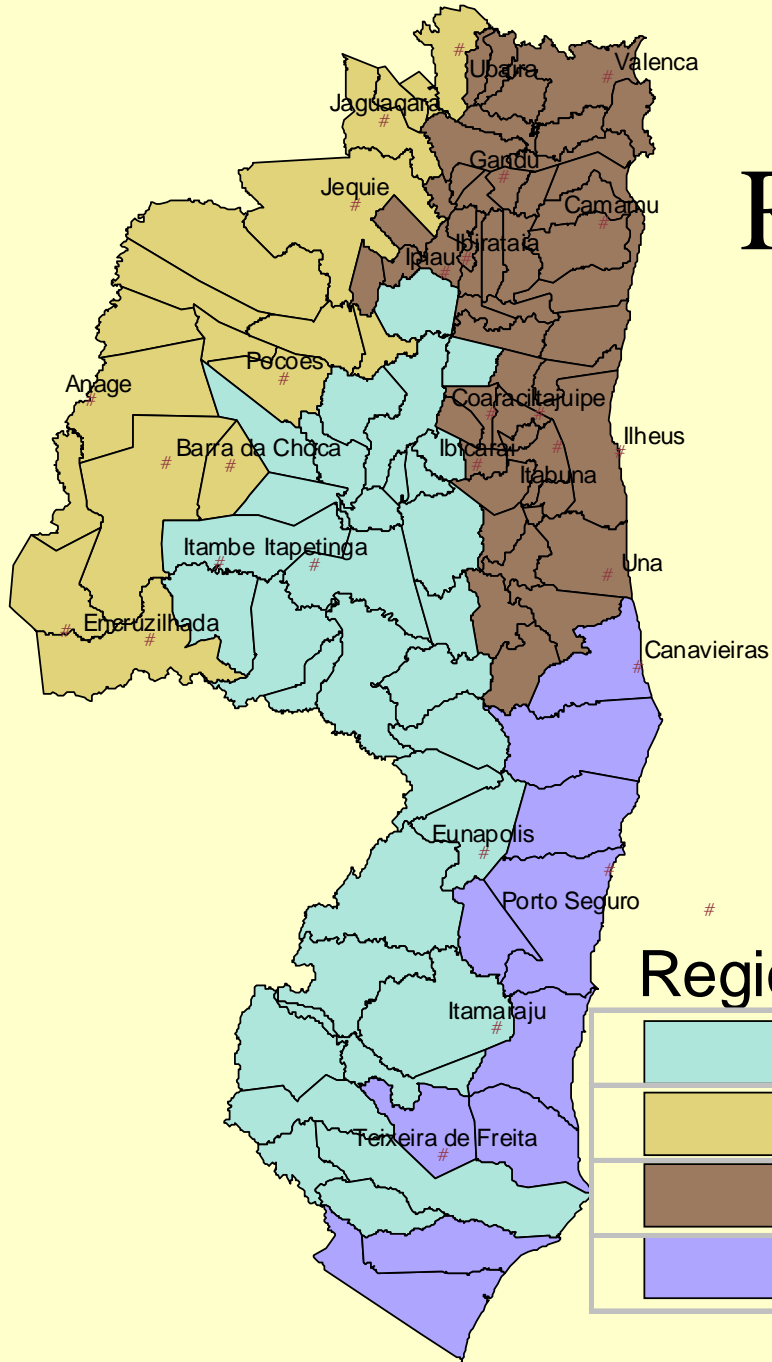 Ubaira
Valenca
Jaguaqara
Gandu
Jequie
Camamu
Ibirataia
Ipiau
Pocoes
Anage
Coaraci
Itajuipe
Barra da Choca
Ibicarai
Ilheus
Itabuna
Itambe
Itapetinga
Una
Encruzilhada
Canavieiras
Eunapolis
Porto Seguro
Regi
Itamaraju
Teixeira de Freita